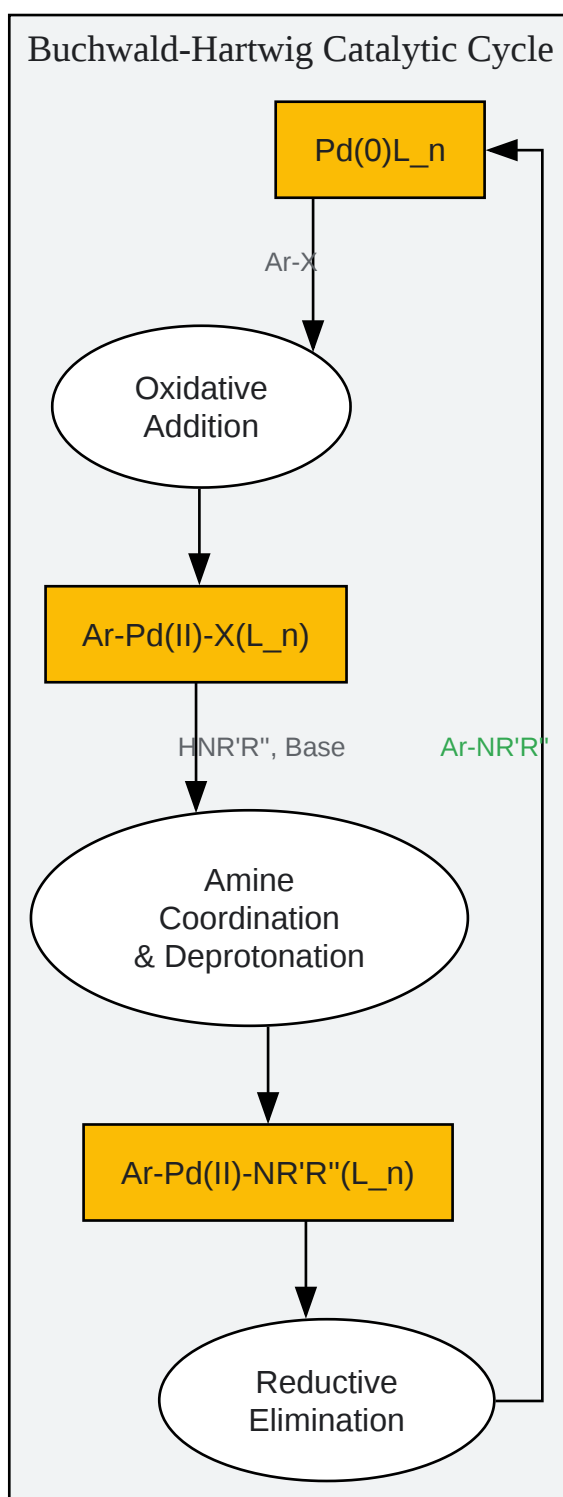 Buchwald-Hartwig Catalytic Cycle
Pd(0)L_n
Ar-X
Oxidative
Addition
Ar-Pd(II)-X(L_n)
HNR'R'', Base
Ar-NR'R''
Amine
Coordination
& Deprotonation
Ar-Pd(II)-NR'R''(L_n)
Reductive
Elimination